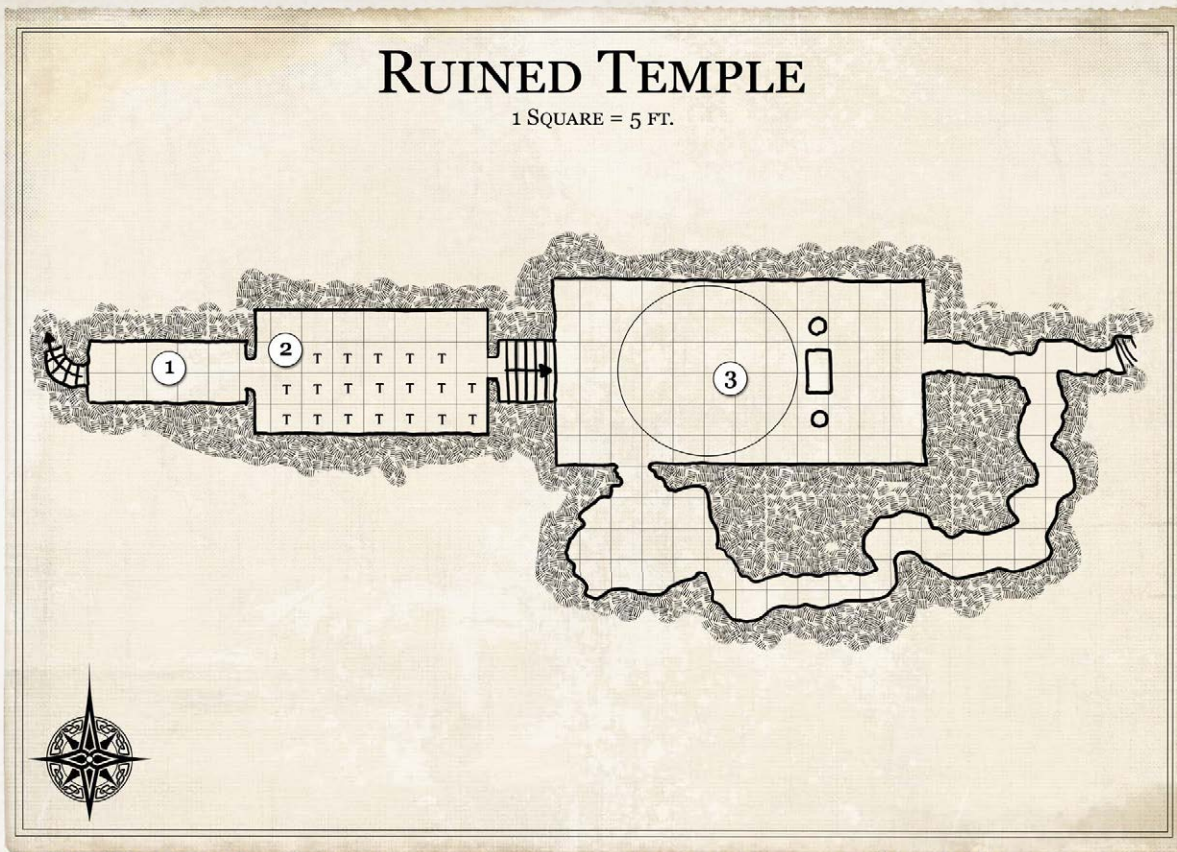 Ruined Temple
1 Square = 5 ft.
1
2
T T T T T
3
T T T T T T T
T T T T T T T